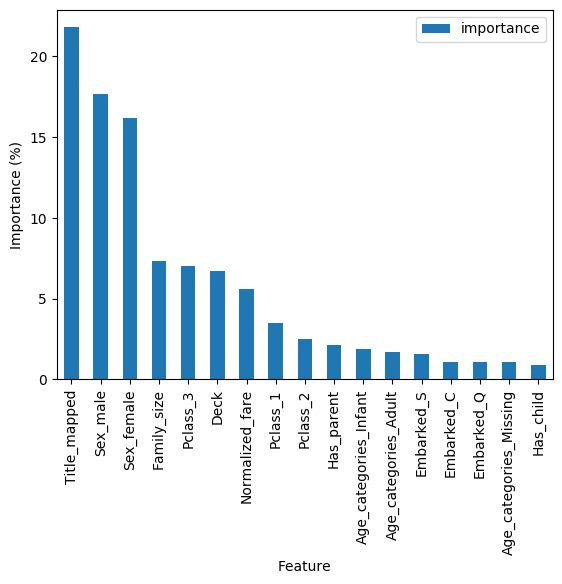 importance
Importance (%)
20
15
10
5
0
Title_mapped
Sex_male
Sex_female
Family_size
Pclass_3
Deck
Normalized_fare
Pclass_1
Pclass_2
Has_parent
Age_categories_Infant
Age_categories_Adult
Embarked_S
Embarked_C
Embarked_Q
Age_categories_Missing
Has_child
Feature